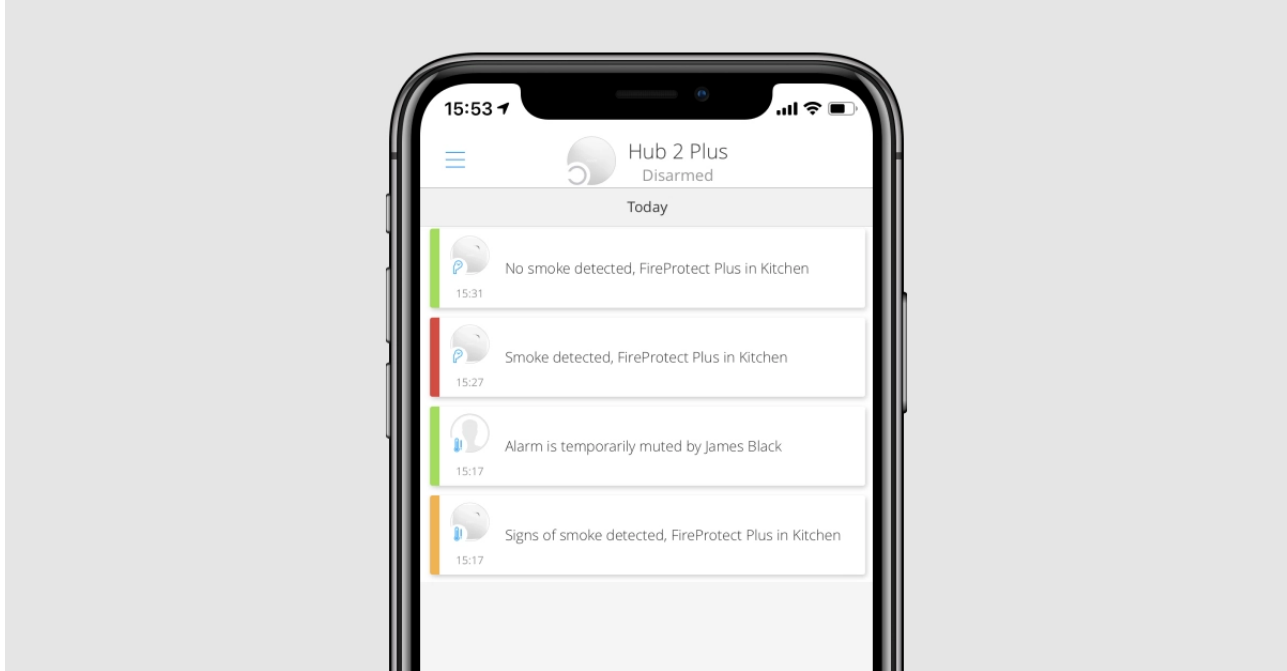 15:53
Hub 2 Plus
Disarmed
Today
No smoke detected, FireProtect Plus in Kitchen
15:31
Smoke detected, FireProtect Plus in Kitchen
15:27
Alarm is temporarily muted by James Black
15:17
Signs of smoke detected, FireProtect Plus in Kitchen
15:17